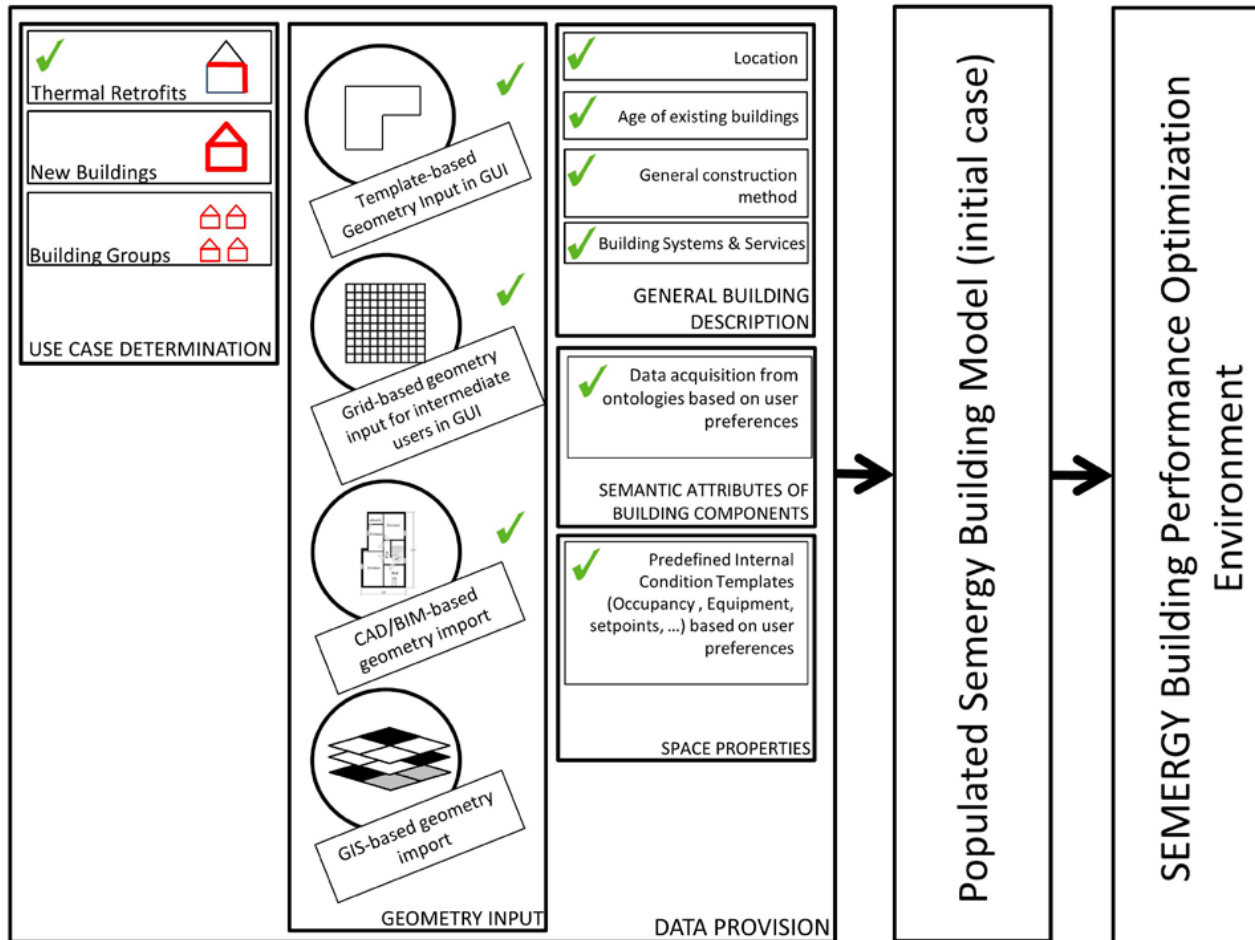 Thermal Retrofits
New Buildings
Building Groups
USE CASE DETERMINATION
Template-based
Geometry Input in GUI
Grid-based geometry
input for intermediate
users in GUI
CAD/BIM-based
geometry import
GIS-based geometry
import
GEOMETRY INPUT
Location
Age of existing buildings
General construction
method
Building Systems & Services
GENERAL BUILDING
DESCRIPTION
Data acquisition from
ontologies based on user
preferences
SEMANTIC ATTRIBUTES OF
BUILDING COMPONENTS
Predefined Internal
Condition Templates
(Occupancy , Equipment,
setpoints, ...) based on user
preferences
SPACE PROPERTIES
DATA PROVISION
Populated Semergy Building Model (initial case)
SEMERGY Building Performance Optimization
Environment